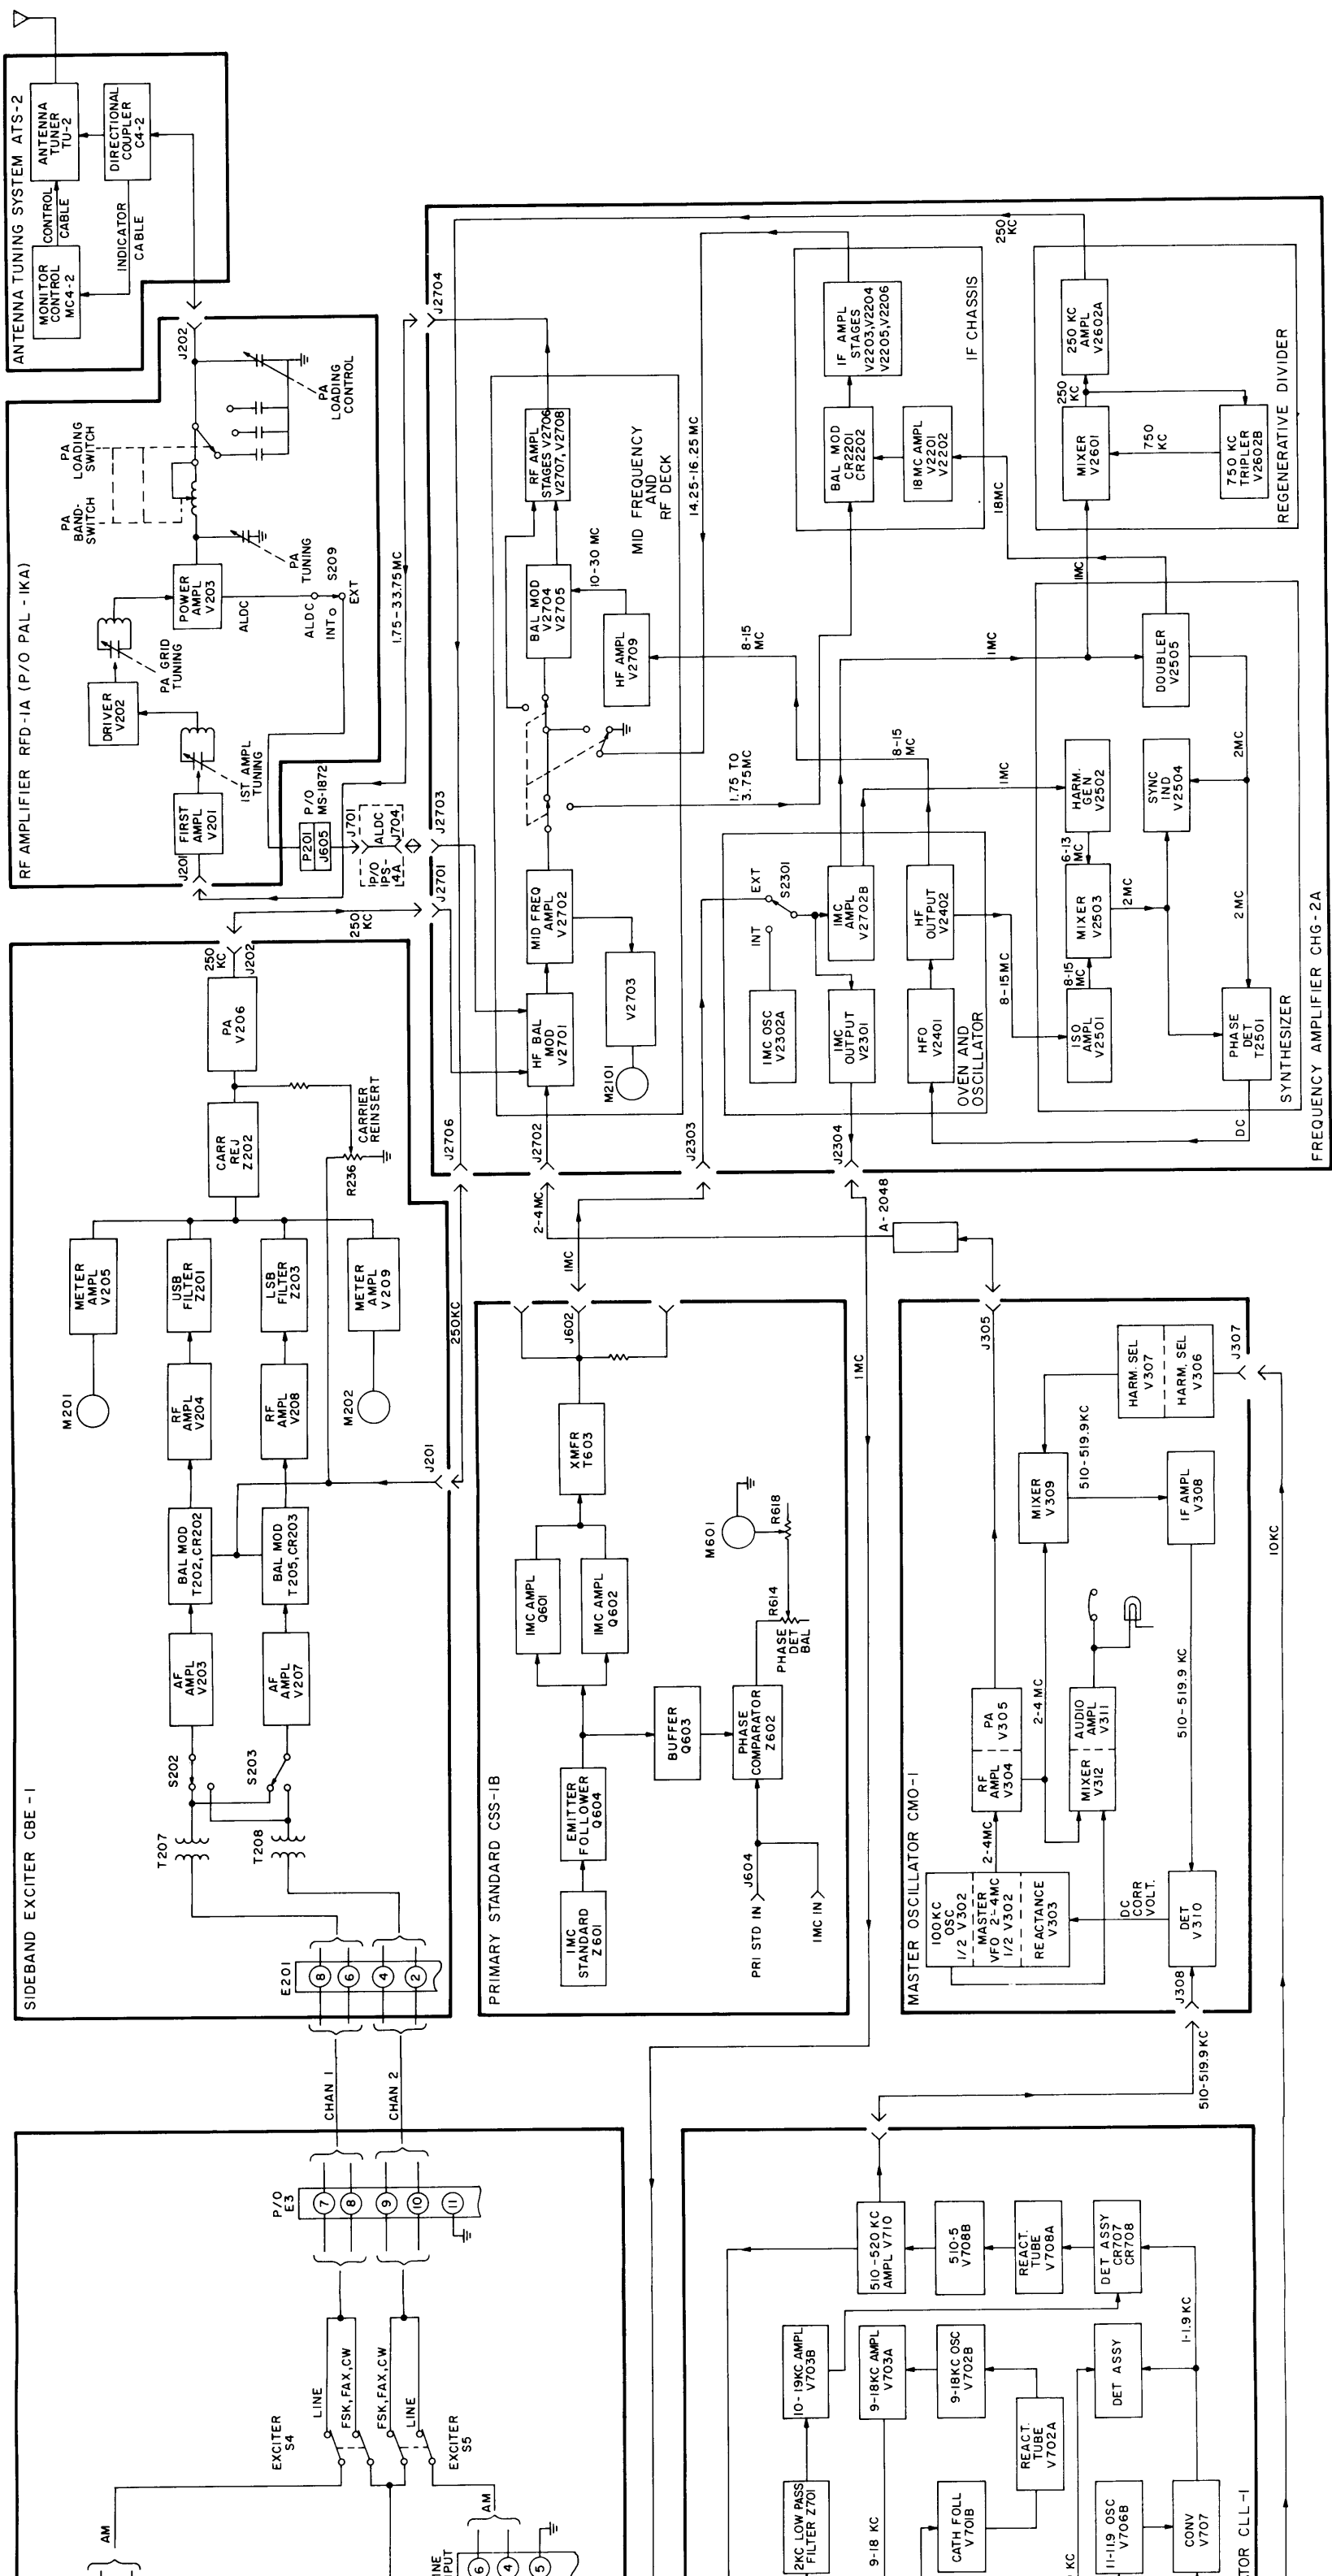 ANTENNA TUNING SYSTEM ATS-2
MONITOR
CONTROL
MC4-2
CONTROL
CABLE
ANTENNA
TUNER
TU-2
INDICATOR
CABLE
DIRECTIONAL
COUPLER
C4-2
RF AMPLIFIER RFD-1A (P/O PAL-1KA)
J201
FIRST
AMPL
V201
1ST AMPL
TUNING
DRIVER
V202
PA GRID
TUNING
POWER
AMPL
V203
ALDC
ALDC
INT
EXT
S209
PA
TUNING
PA
BAND-
SWITCH
PA
LOADING
SWITCH
PA
LOADING
CONTROL
J202
P201
J605
P/O
MS-1872
J701
ALDC
J704
P/O
IPS-
4A
1.75-33.75MC
SIDEBAND EXCITER CBE-1
E201
8
6
4
2
T207
T208
S202
S203
AF
AMPL
V203
AF
AMPL
V207
BAL MOD
T202,CR202
BAL MOD
T205,CR203
RF
AMPL
V204
RF
AMPL
V208
M201
M202
METER
AMPL
V205
USB
FILTER
Z201
LSB
FILTER
Z203
METER
AMPL
V209
CARR
REJ
Z202
R236
CARRIER
REINSERT
PA
V206
250
KC
J202
250
KC
J201
250KC
FREQUENCY AMPLIFIER CHG-2A
J2706
J2702
J2303
J2304
J2701
J2703
J2704
HF BAL
MOD
V2701
MID FREQ
AMPL
V2702
M2101
V2703
BAL MOD
V2704
V2705
RF AMPL
STAGES V2706
V2707, V2708
HF AMPL
V2709
10-30 MC
MID FREQUENCY
AND
RF DECK
14.25-16.25 MC
1.75 TO
3.75MC
8-15
MC
8-15
MC
INT
EXT
S2301
1MC OSC
V2302A
1MC
OUTPUT
V2301
1MC
AMPL
V2702B
HFO
V2401
HF
OUTPUT
V2402
OVEN AND
OSCILLATOR
8-15MC
BAL MOD
CR2201
CR2202
18MC AMPL
V2201
V2202
IF AMPL
STAGES
V2203,V2204
V2205,V2206
IF CHASSIS
18MC
1MC
1MC
1MC
250
KC
ISO
AMPL
V2501
8-15
MC
MIXER
V2503
6-13
MC
HARM.
GEN
V2502
2MC
SYNC
IND
V2504
DOUBLER
V2505
2MC
2MC
PHASE
DET
T2501
DC
SYNTHESIZER
MIXER
V2601
250
KC
250 KC
AMPL
V2602A
750
KC
750 KC
TRIPLER
V2602B
REGENERATIVE DIVIDER
PRIMARY STANDARD CSS-1B
1MC
STANDARD
Z601
EMITTER
FOLLOWER
Q604
1MC AMPL
Q601
1MC AMPL
Q602
XMFR
T603
J602
1MC
BUFFER
Q603
PHASE
COMPARATOR
Z602
PHASE
DET
BAL
R614
R618
M601
J604
PRI STD IN
1MC IN
2-4MC
A-2048
1MC
MASTER OSCILLATOR CMO-1
100KC
OSC
1/2 V302
MASTER
VFO 2-4MC
1/2 V302
REACTANCE
V303
2-4MC
RF
AMPL
V304
PA
V305
2-4 MC
MIXER
V312
AUDIO
AMPL
V311
MIXER
V309
510-519.9KC
HARM. SEL
V307
HARM. SEL
V306
IF AMPL
V308
510-519.9 KC
DET
V310
DC
CORR
VOLT.
J305
J307
J308
10KC
510-519.9 KC
CHAN 1
CHAN 2
P/O
E3
7
8
9
10
11
EXCITER
S4
LINE
FSK,FAX,CW
FSK,FAX,CW
LINE
EXCITER
S5
AM
AM
6
4
5
510-520 KC
AMPL V710
510-5
V708B
REACT.
TUBE
V708A
DET ASSY
CR707
CR708
10-19KC AMPL
V703B
9-18KC AMPL
V703A
9-18KC OSC
V702B
REACT.
TUBE
V702A
DET ASSY
1-1.9 KC
2KC LOW PASS
FILTER Z701
9-18 KC
CATH FOLL
V701B
KC
11-11.9 OSC
V706B
CONV
V707
CLL-1